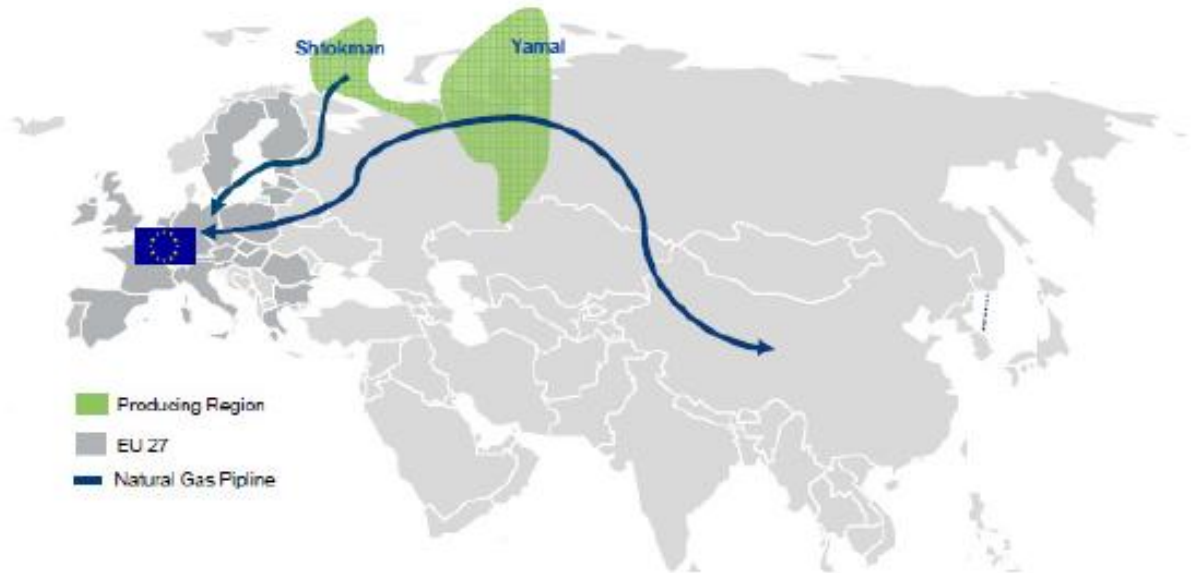 Shtokman
Yamal
Producing Region
EU 27
Natural Gas Pipline